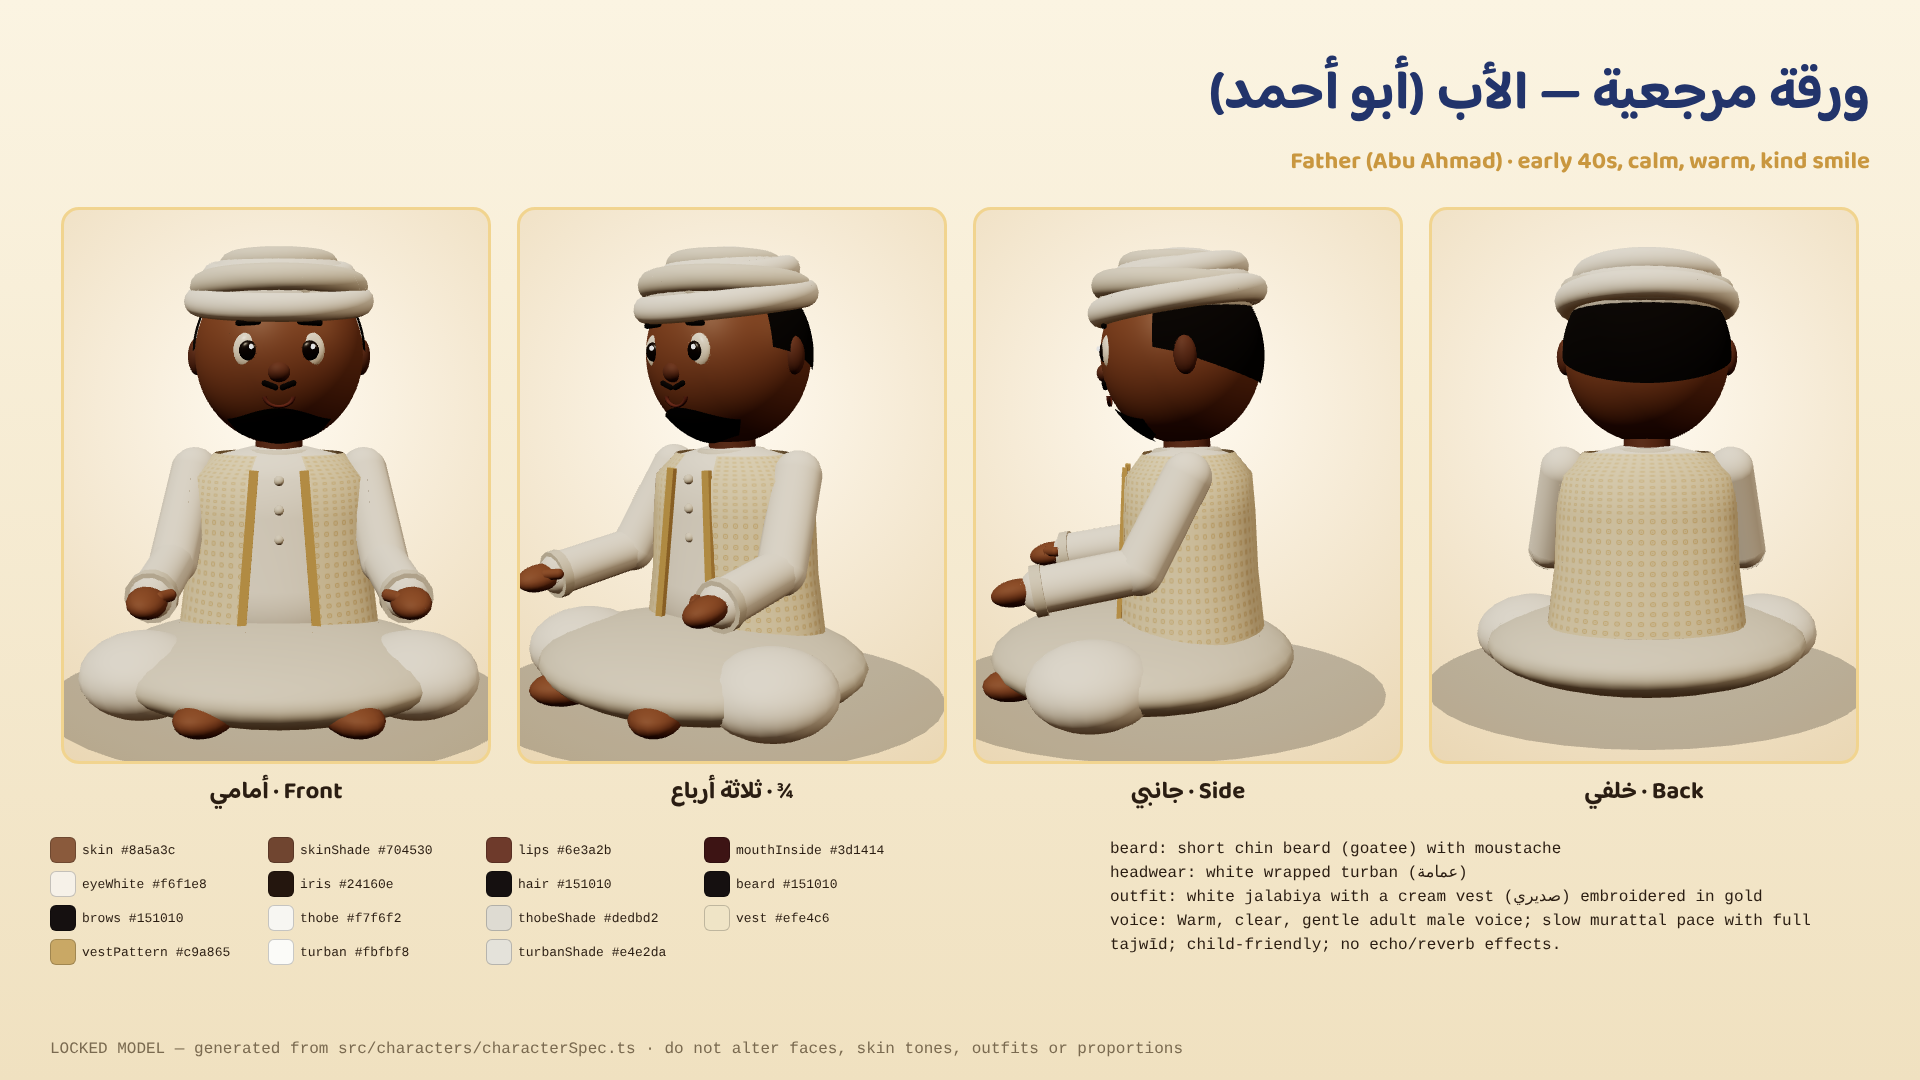 ورقة مرجعية — الأب (أبو أحمد)
Father (Abu Ahmad) · early 40s, calm, warm, kind smile
أمامي · Front
ثلاثة أرباع · ¾
جانبي · Side
خلفي · Back
skin #8a5a3c
skinShade #704530
lips #6e3a2b
mouthInside #3d1414
eyeWhite #f6f1e8
iris #24160e
hair #151010
beard #151010
brows #151010
thobe #f7f6f2
thobeShade #dedbd2
vest #efe4c6
vestPattern #c9a865
turban #fbfbf8
turbanShade #e4e2da
beard: short chin beard (goatee) with moustache
headwear: white wrapped turban (عمامة)
outfit: white jalabiya with a cream vest (صديري) embroidered in gold
voice: Warm, clear, gentle adult male voice; slow murattal pace with full
tajwīd; child-friendly; no echo/reverb effects.
LOCKED MODEL — generated from src/characters/characterSpec.ts · do not alter faces, skin tones, outfits or proportions